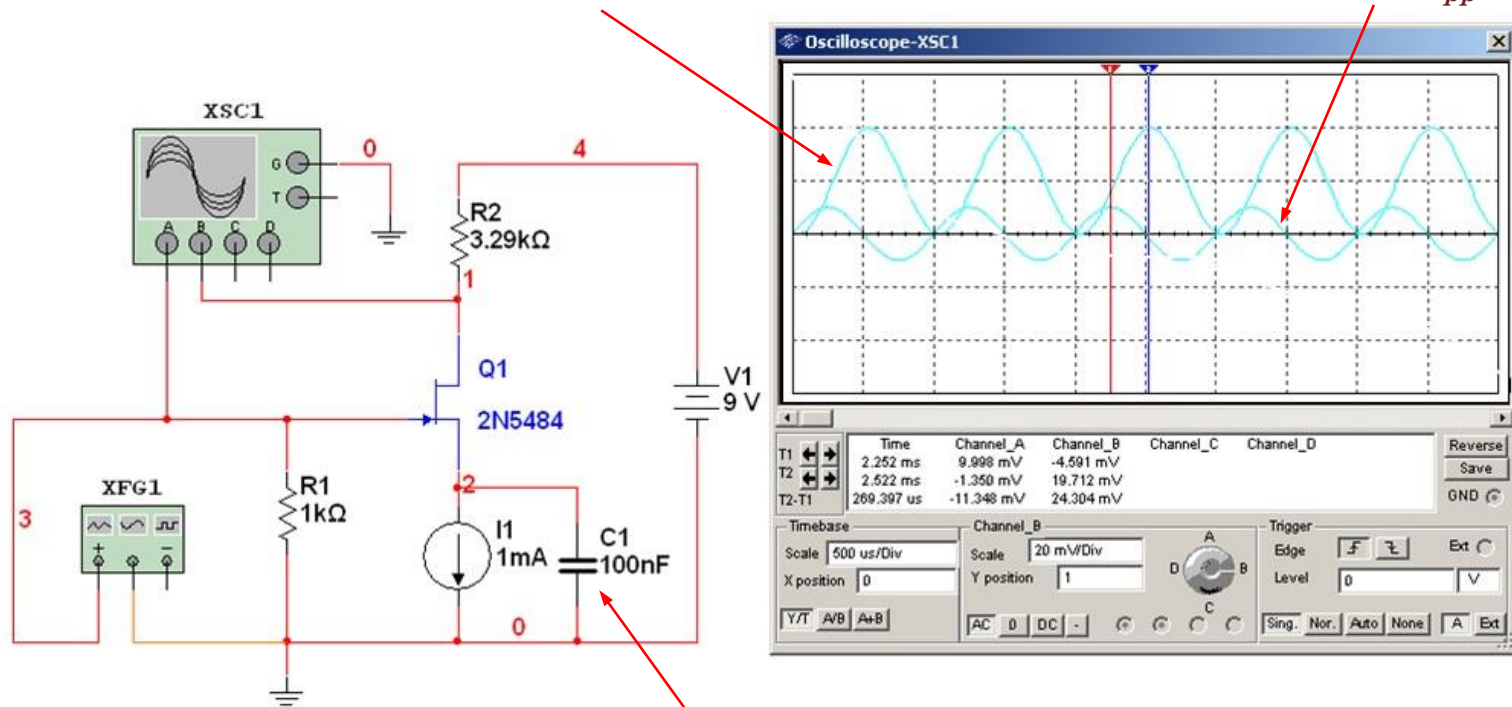 pp
XSC1
G
T
A B C D
0
4
R2
3.29kΩ
1
Q1
2N5484
V1
9 V
3
XFG1
R1
1kΩ
2
I1
1mA
C1
100nF
0
Oscilloscope-XSC1
1 2
Time Channel_A Channel_B Channel_C Channel_D
T1 2.252 ms 9.998 mV -4.591 mV
T2 2.522 ms -1.350 mV 19.712 mV
T2-T1 269.397 us -11.348 mV 24.304 mV
Reverse
Save
GND
Timebase
Scale 500 us/Div
X position 0
Y/T A/B A+B
Channel_B
Scale 20 mV/Div
Y position 1
AC 0 DC -
A
B
C
D
Trigger
Edge Ext
Level 0 V
Sing. Nor. Auto None A Ext